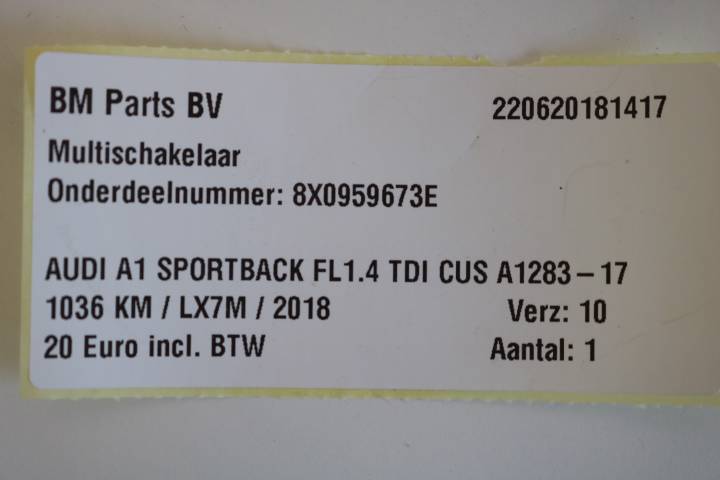 BM Parts BV 220620181417
Multischakelaar
Onderdeelnummer: 8X0959673E
AUDI A1 SPORTBACK FL1.4 TDI CUS A1283-17
1036 KM / LX7M / 2018 Verz: 10
20 Euro incl. BTW Aantal: 1